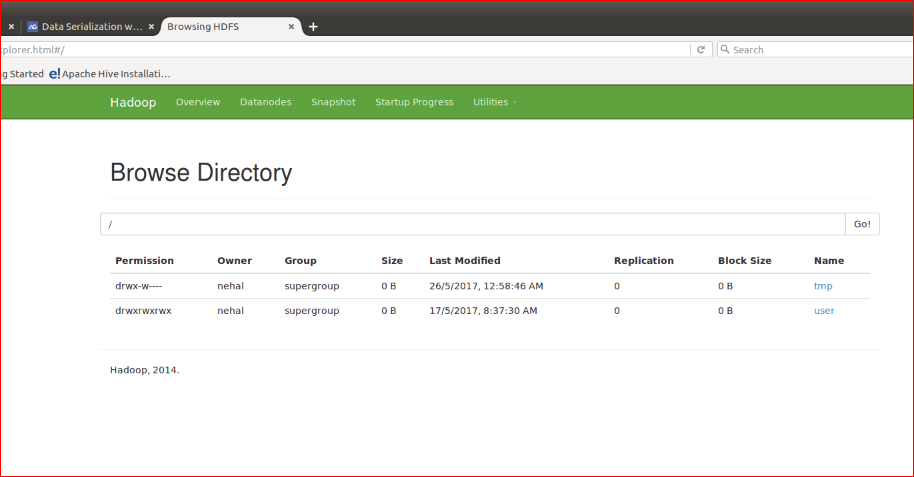 Data Serialization w... Browsing HDFS
plorer.html#/ Search
g Started e! Apache Hive Installati...
Hadoop Overview Datanodes Snapshot Startup Progress Utilities
Browse Directory
/ Go!
Permission Owner Group Size Last Modified Replication Block Size Name
drwx-w---- nehal supergroup 0 B 26/5/2017, 12:58:46 AM 0 0 B tmp
drwxrwxrwx nehal supergroup 0 B 17/5/2017, 8:37:30 AM 0 0 B user
Hadoop, 2014.